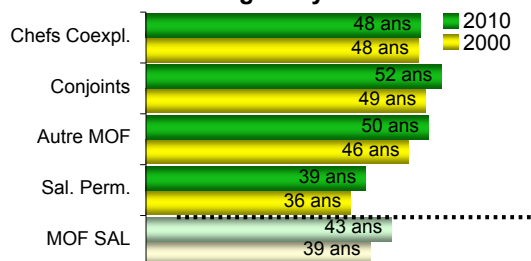 2010
2000
Chefs Coexpl.
48 ans
48 ans
Conjoints
52 ans
49 ans
Autre MOF
50 ans
46 ans
Sal. Perm.
39 ans
36 ans
MOF SAL
43 ans
39 ans